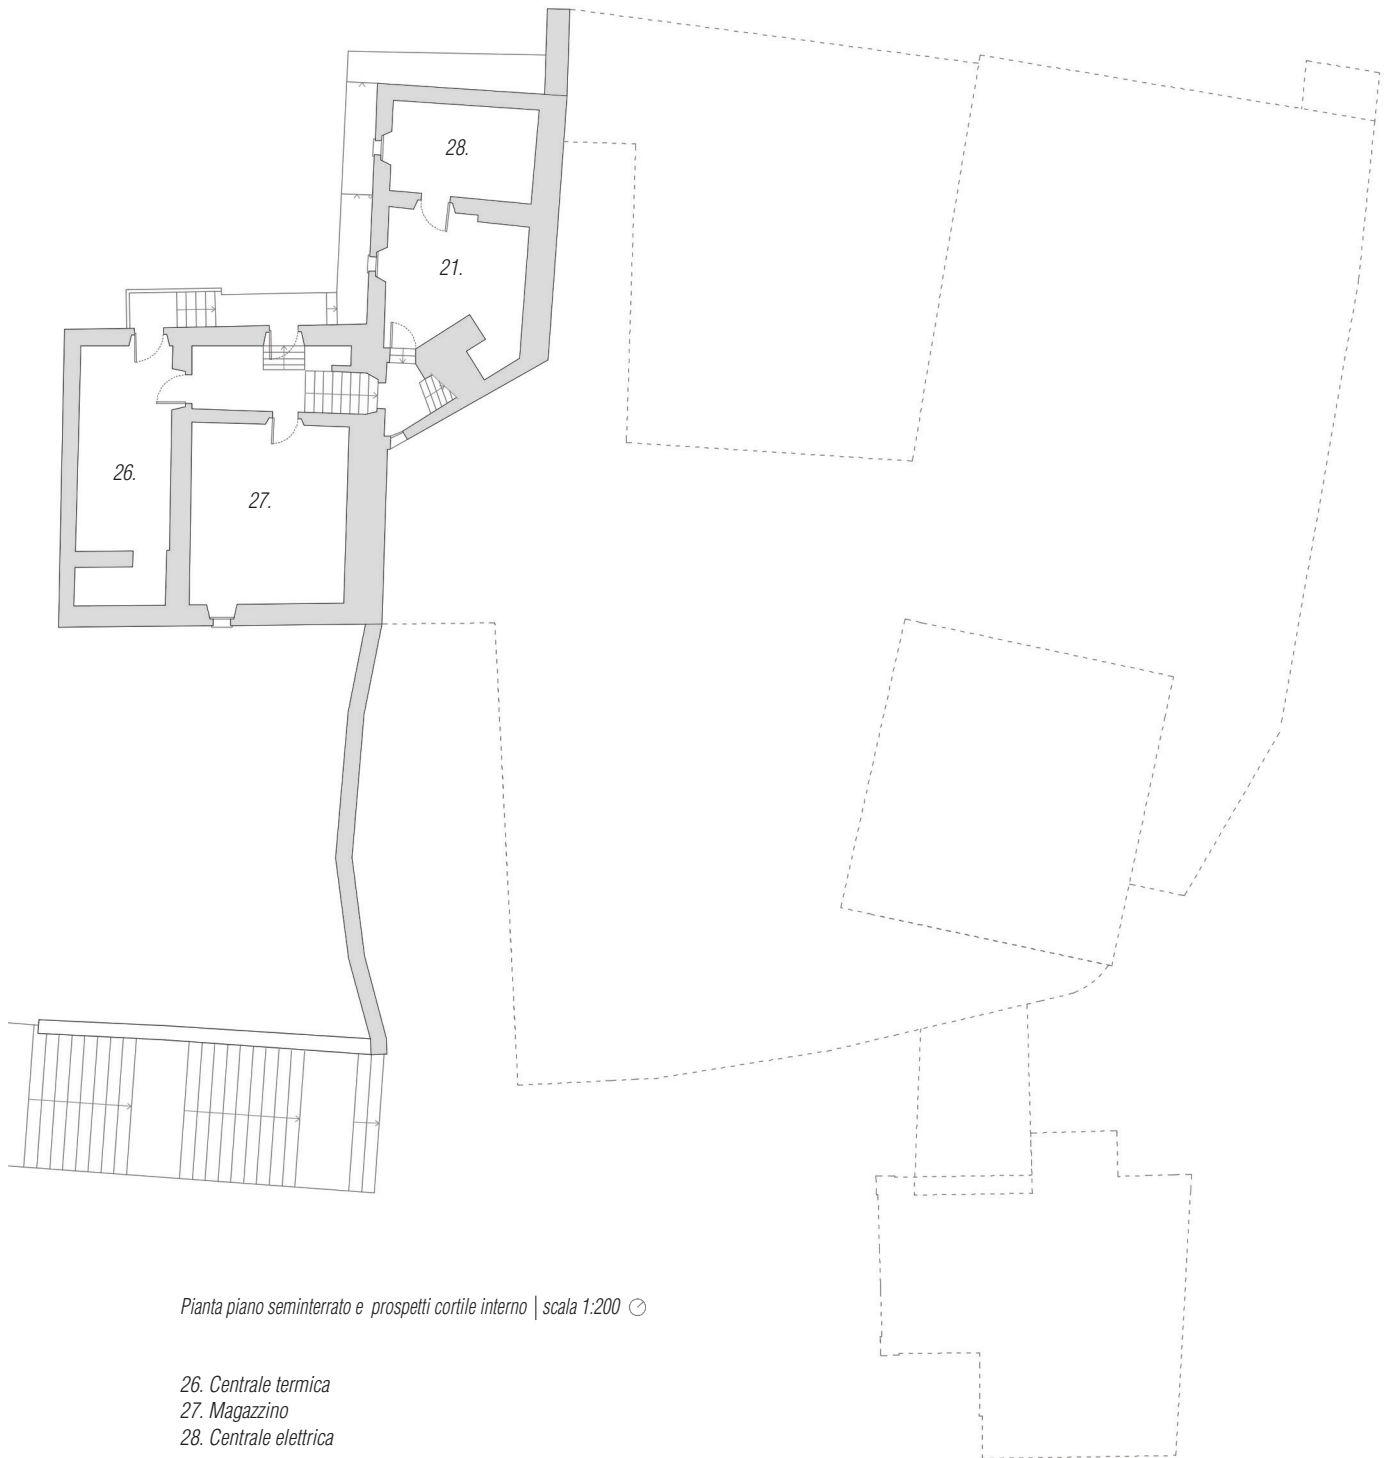 28.
21.
26.
27.
Pianta piano seminterrato e prospetti cortile interno | scala 1:200
26. Centrale termica
27. Magazzino
28. Centrale elettrica